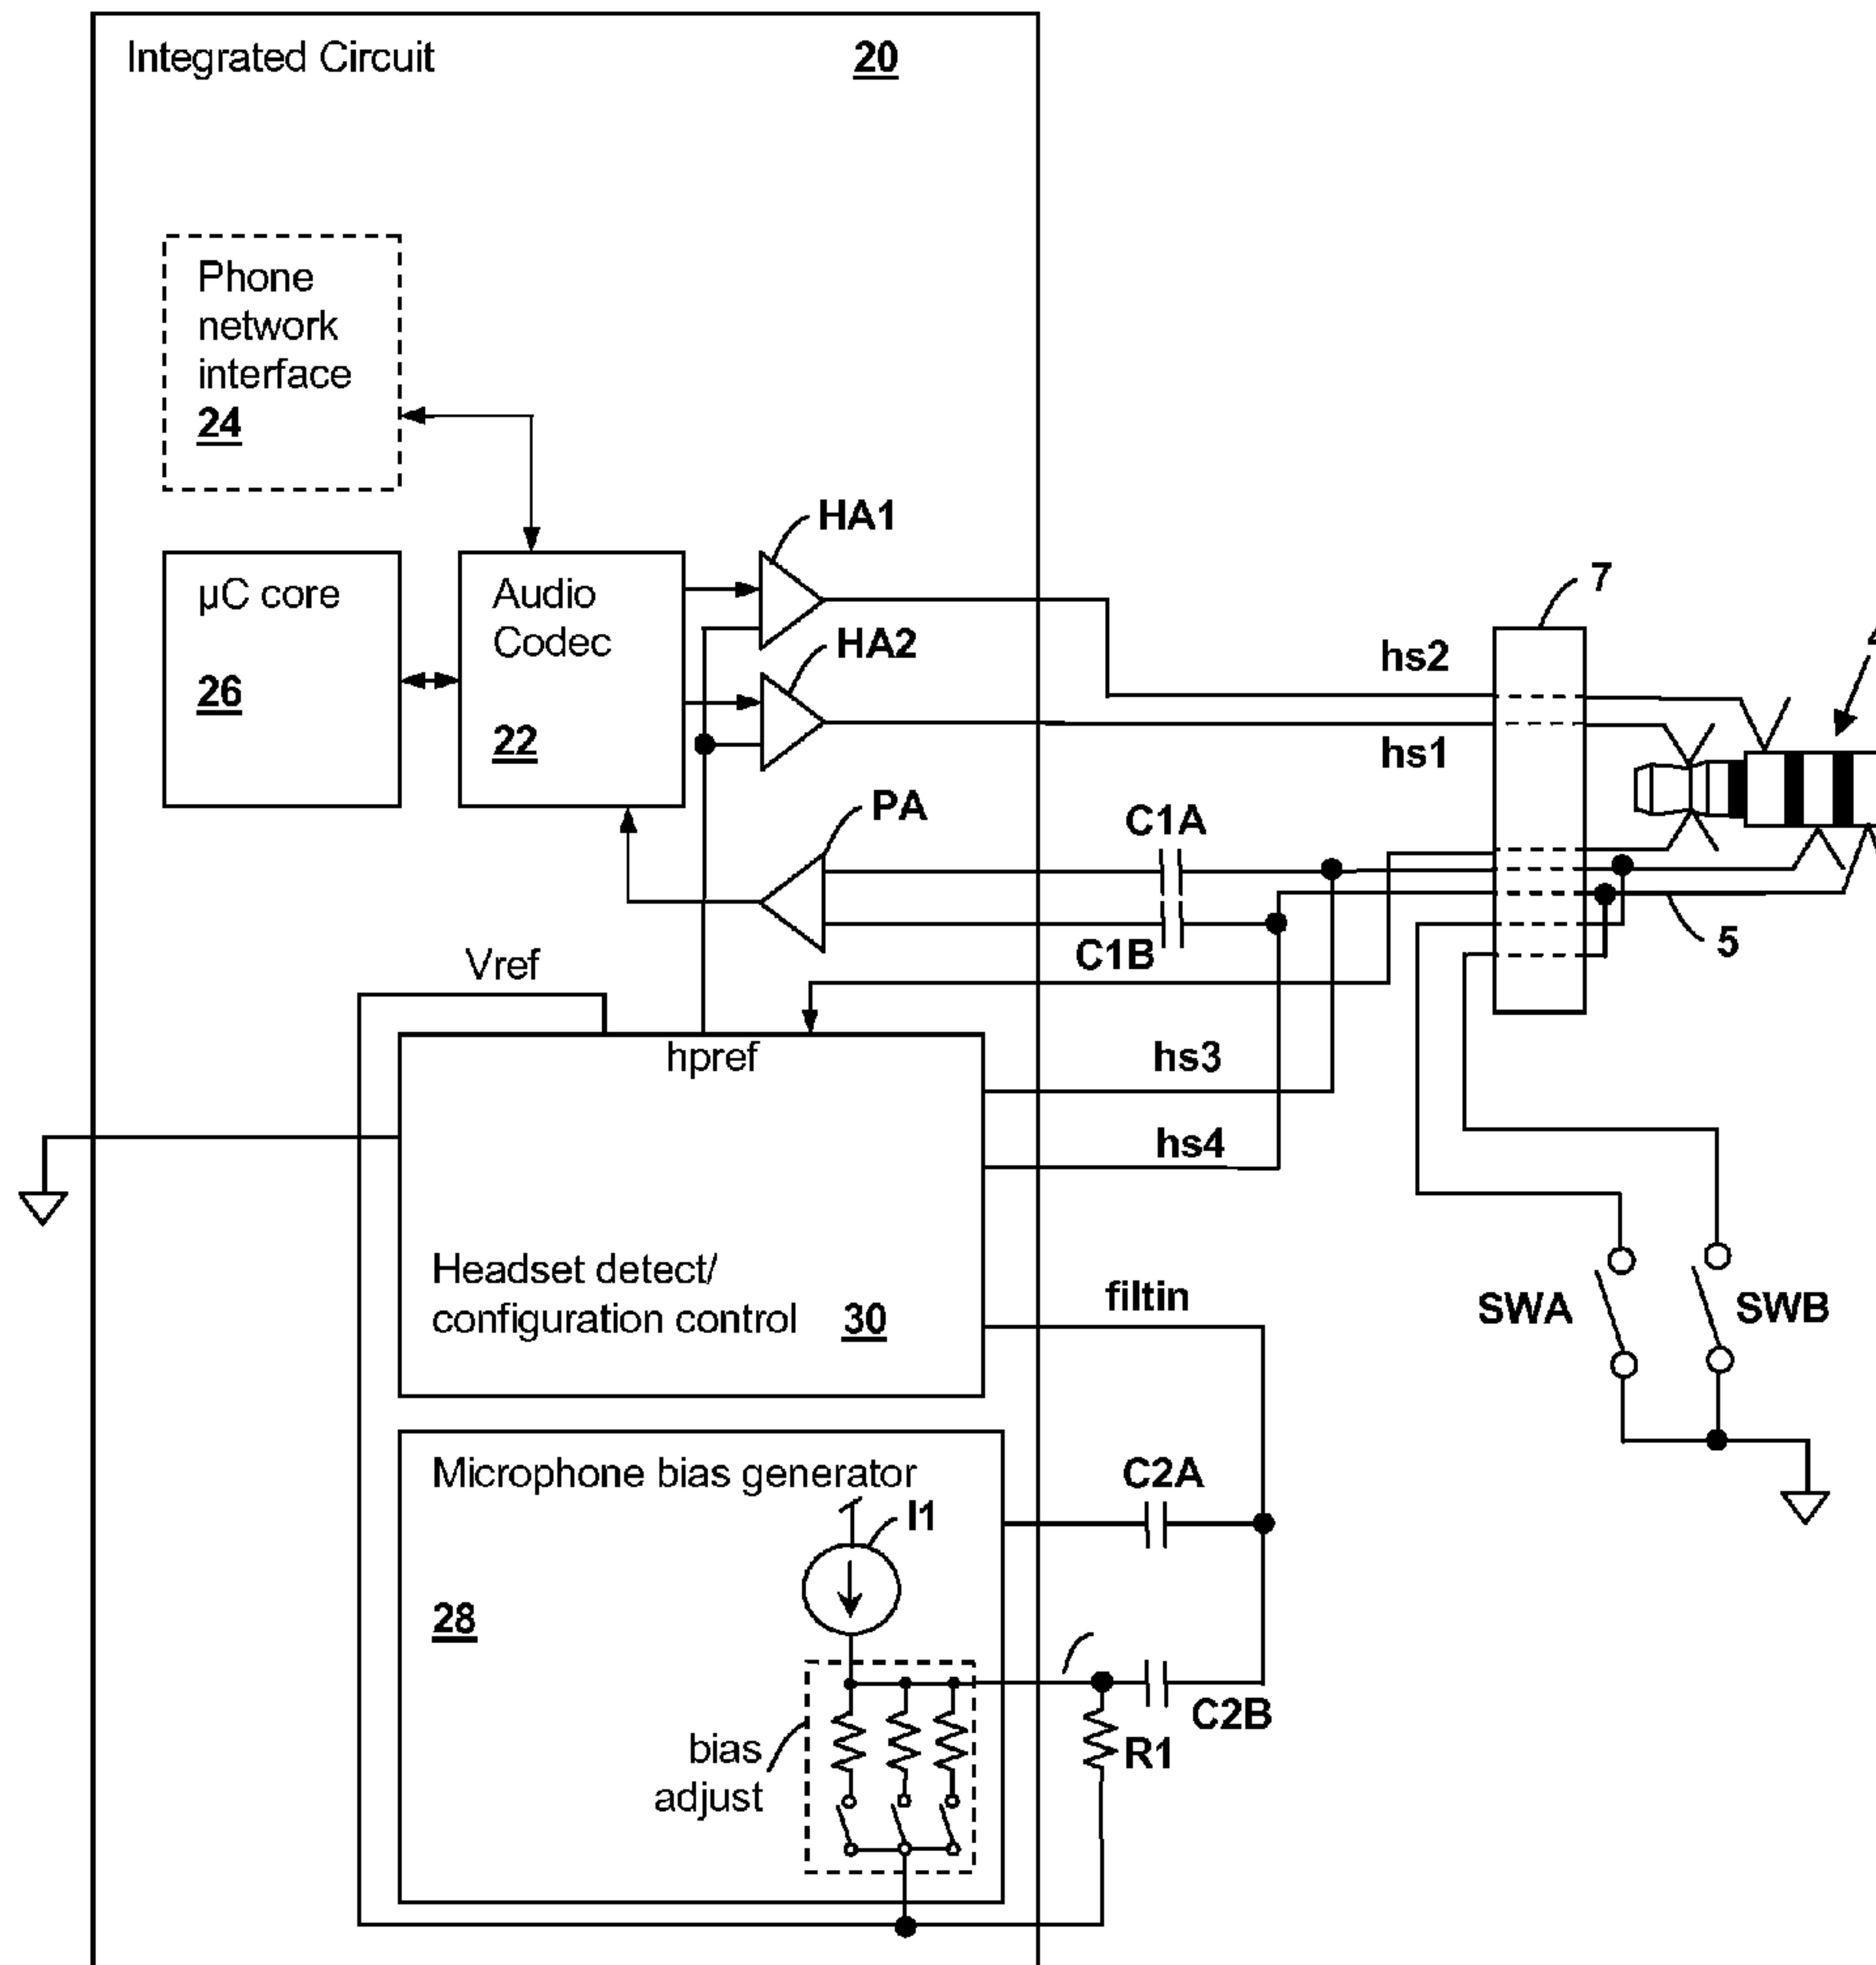 Integrated Circuit 20
Phone
network
interface
24
HA1
µC core
26
Audio
Codec
22
HA2
7
hs2
hs1
PA
C1A
C1B
5
Vref
hpref
hs3
hs4
Headset detect/
configuration control 30
filtin
SWA
SWB
Microphone bias generator
I1
C2A
28
C2B
R1
bias
adjust